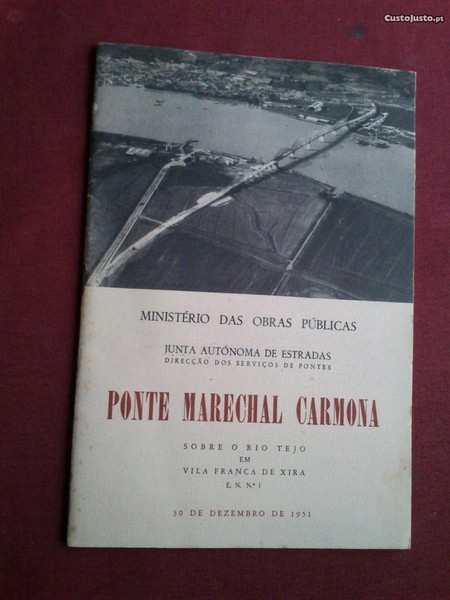 CustoJusto.pt
MINISTÉRIO DAS OBRAS PÚBLICAS
JUNTA AUTÓNOMA DE ESTRADAS
DIRECÇÃO DOS SERVIÇOS DE PONTES
PONTE MARECHAL CARMONA
SOBRE O RIO TEJO
EM
VILA FRANCA DE XIRA
E. N. N.º 1
30 DE DEZEMBRO DE 1951